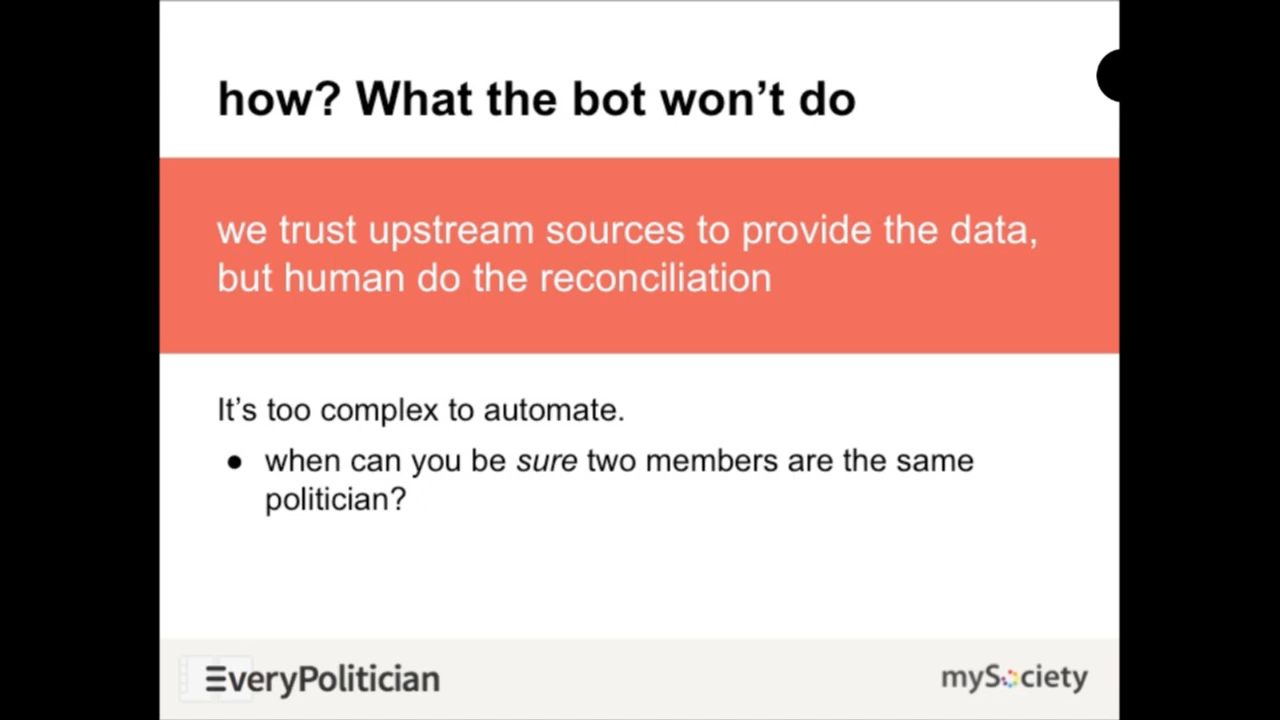 how? What the bot won’t do
we trust upstream sources to provide the data,
but human do the reconciliation
It’s too complex to automate.
● when can you be sure two members are the same
politician?
EveryPolitician
mySociety